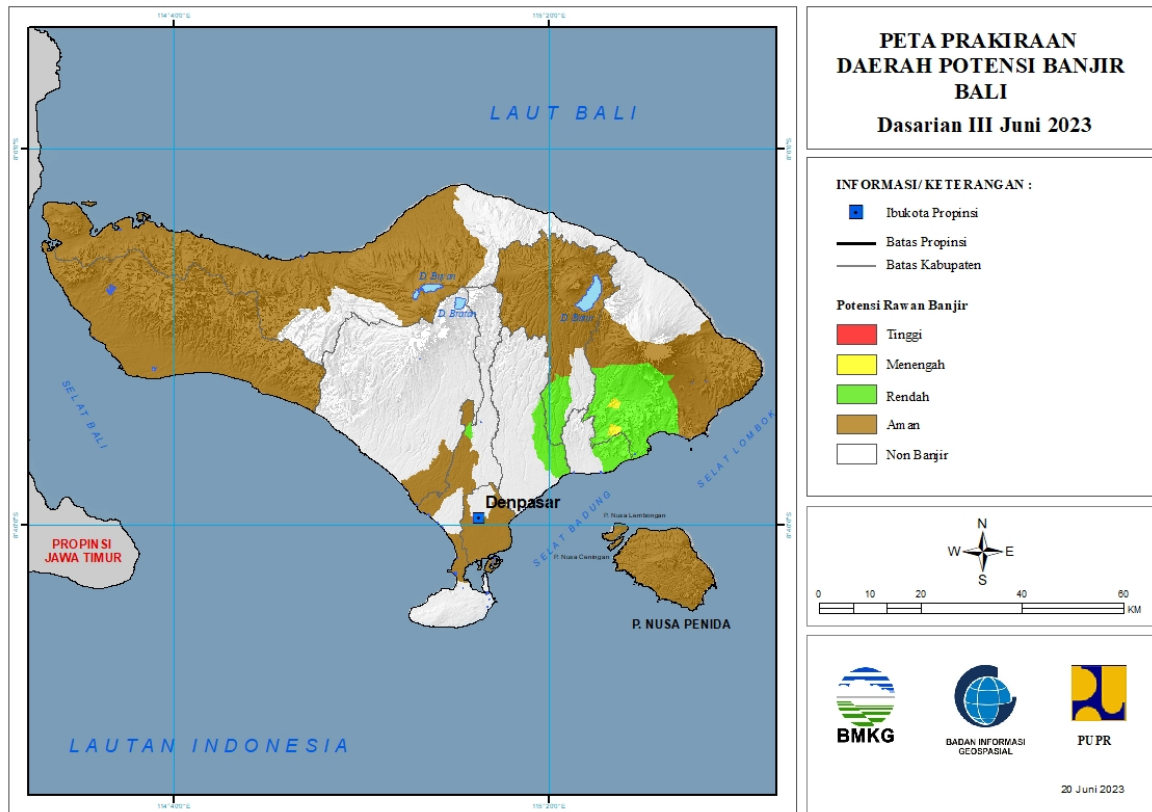 PETA PRAKIRAAN
DAERAH POTENSI BANJIR
BALI
Dasarian III Juni 2023
INFORMASI/ KETERANGAN :
Ibukota Propinsi
Batas Propinsi
Batas Kabupaten
Potensi Rawan Banjir
Tinggi
Menengah
Rendah
Aman
Non Banjir
N
W E
S
0 10 20 40 60
KM
BMKG
BADAN INFORMASI
GEOSPASIAL
PUPR
20 Juni 2023
LAUT BALI
D. Buyan
D. Bratan
SELAT BALI
SELAT LOMBOK
Denpasar
SELAT BADUNG
P. Nusa Lembongan
P. Nusa Ceningan
PROPINSI
JAWA TIMUR
P. NUSA PENIDA
LAUTAN INDONESIA